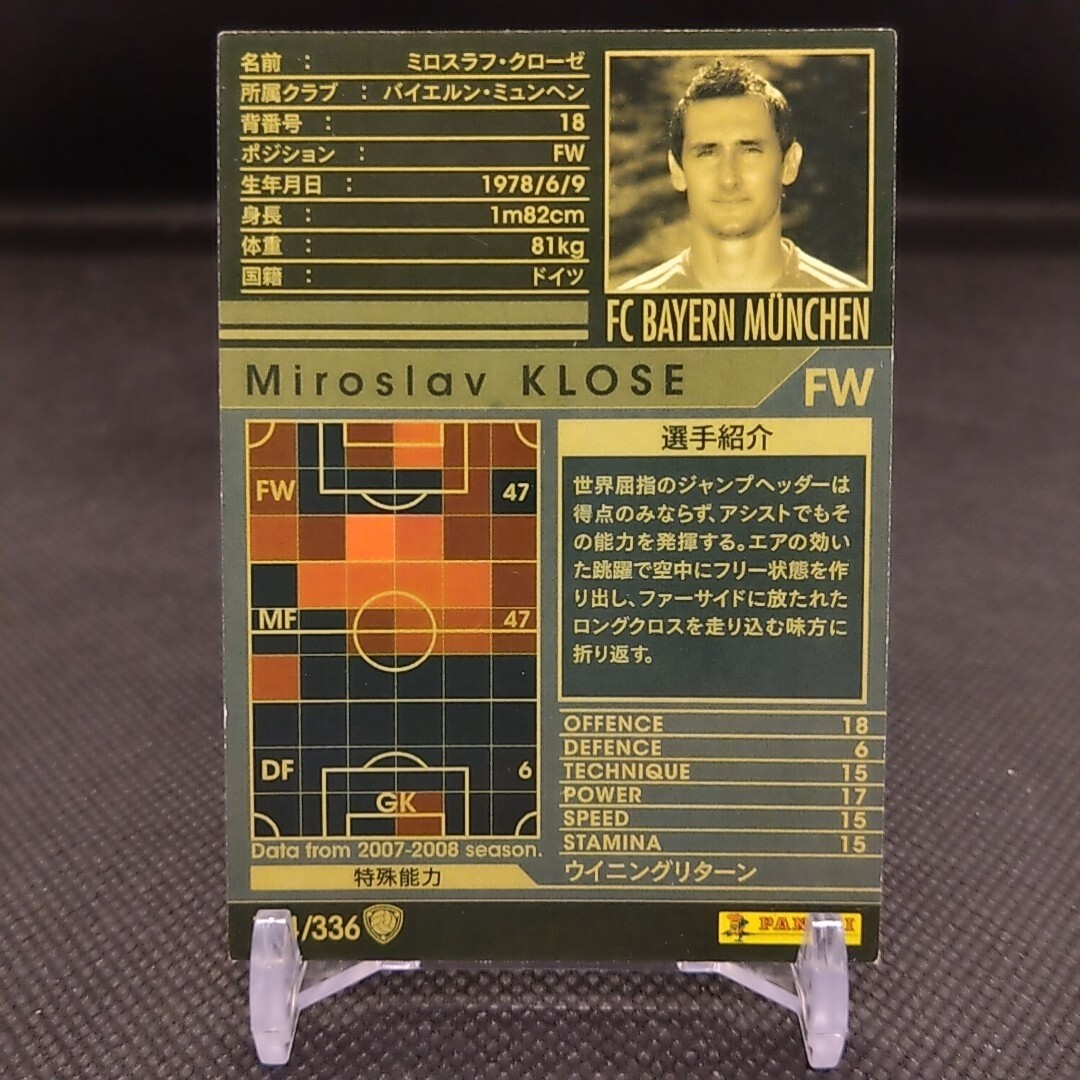 名前 : ミロスラフ・クローゼ
所属クラブ : バイエルン・ミュンヘン
背番号 : 18
ポジション : FW
生年月日 : 1978/6/9
身長 : 1m82cm
体重 : 81kg
国籍 : ドイツ
FC BAYERN MÜNCHEN
Miroslav KLOSE
FW
FW 47
MF 47
DF 6
GK
Data from 2007-2008 season.
選手紹介
世界屈指のジャンプヘッダーは
得点のみならず、アシストでもそ
の能力を発揮する。エアの効い
た跳躍で空中にフリー状態を作
り出し、ファーサイドに放たれた
ロングクロスを走り込む味方に
折り返す。
OFFENCE 18
DEFENCE 6
TECHNIQUE 15
POWER 17
SPEED 15
STAMINA 15
特殊能力 ウイニングリターン
/336
PANINI